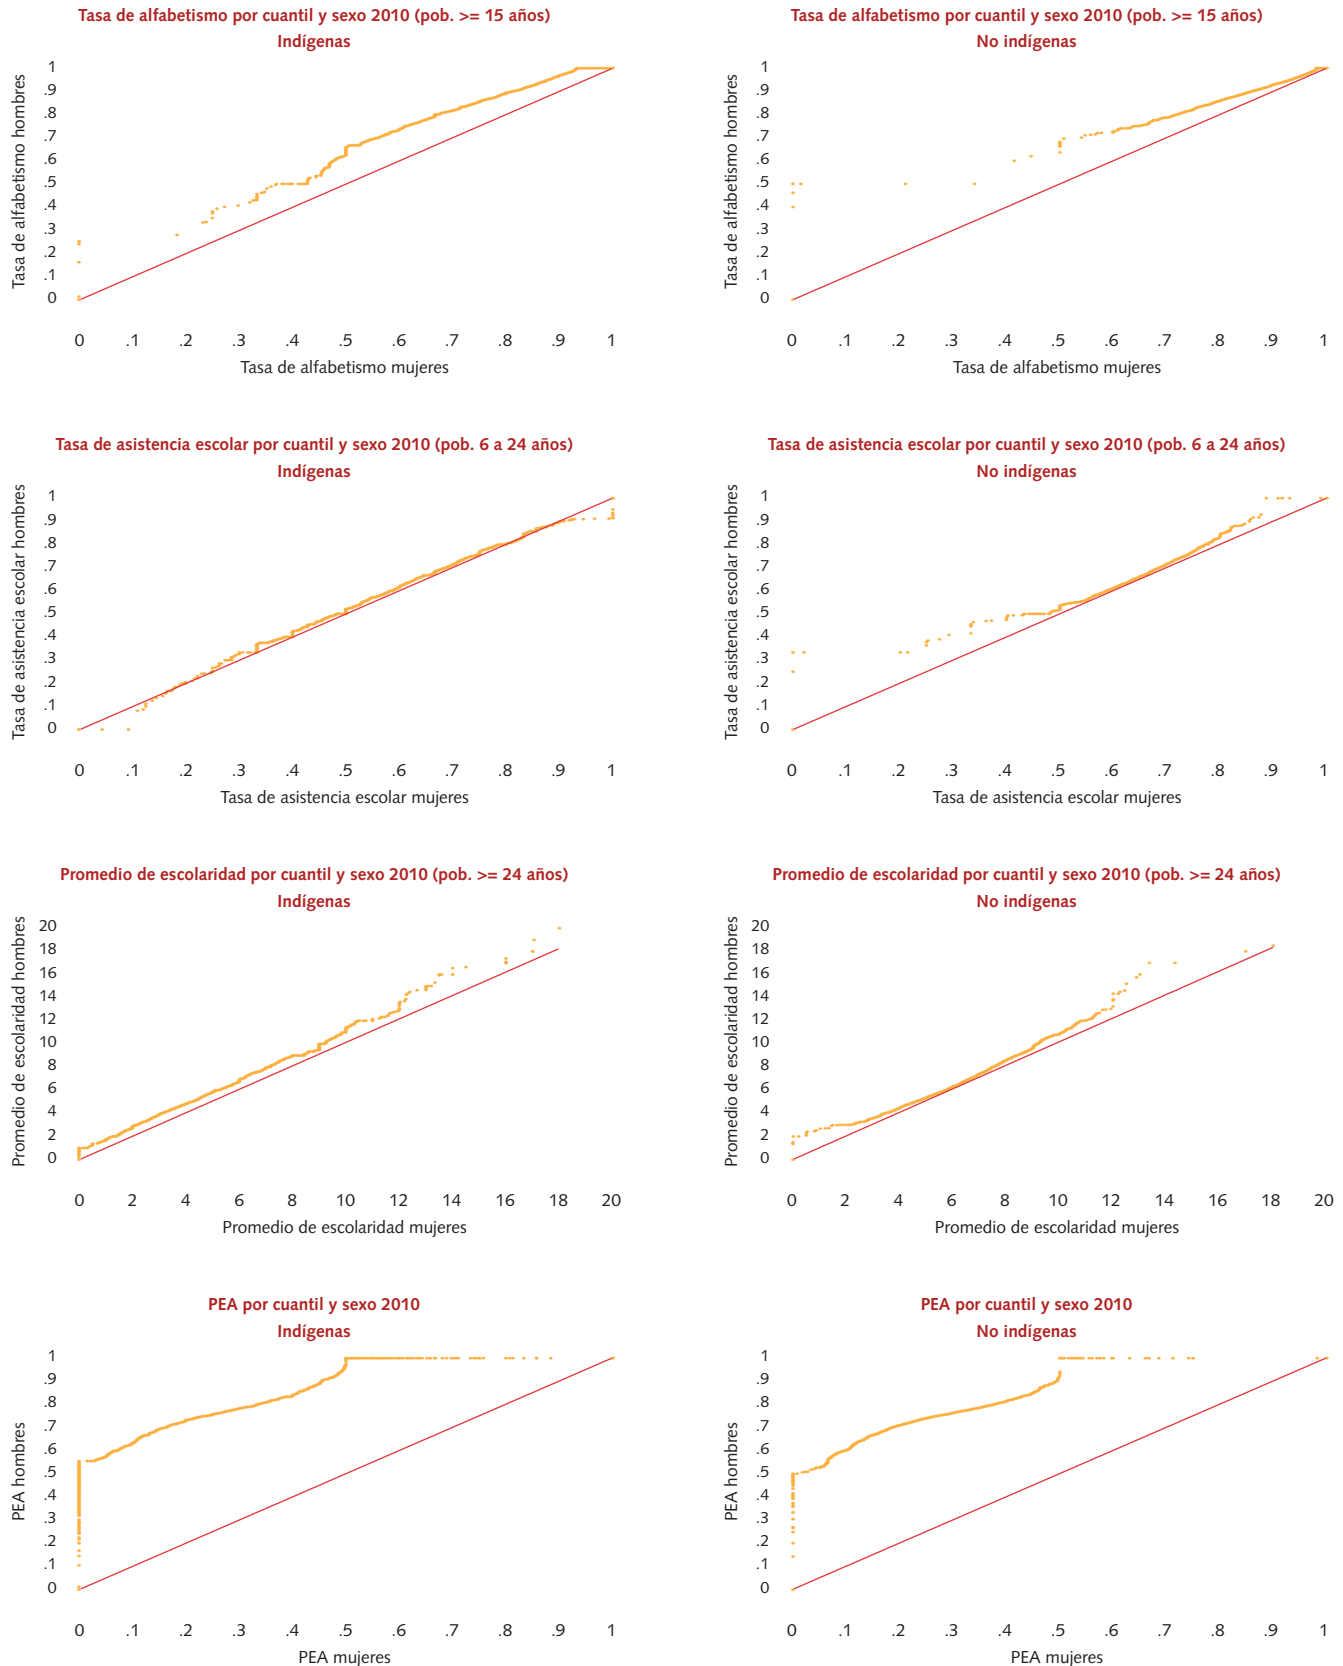 Tasa de alfabetismo por cuantil y sexo 2010 (pob. >= 15 años)
Indígenas
Tasa de alfabetismo hombres
1
.9
.8
.7
.6
.5
.4
.3
.2
.1
0
0 .1 .2 .3 .4 .5 .6 .7 .8 .9 1
Tasa de alfabetismo mujeres
Tasa de alfabetismo por cuantil y sexo 2010 (pob. >= 15 años)
No indígenas
Tasa de alfabetismo hombres
1
.9
.8
.7
.6
.5
.4
.3
.2
.1
0
0 .1 .2 .3 .4 .5 .6 .7 .8 .9 1
Tasa de alfabetismo mujeres
Tasa de asistencia escolar por cuantil y sexo 2010 (pob. 6 a 24 años)
Indígenas
Tasa de asistencia escolar hombres
1
.9
.8
.7
.6
.5
.4
.3
.2
.1
0
0 .1 .2 .3 .4 .5 .6 .7 .8 .9 1
Tasa de asistencia escolar mujeres
Tasa de asistencia escolar por cuantil y sexo 2010 (pob. 6 a 24 años)
No indígenas
Tasa de asistencia escolar hombres
1
.9
.8
.7
.6
.5
.4
.3
.2
.1
0
0 .1 .2 .3 .4 .5 .6 .7 .8 .9 1
Tasa de asistencia escolar mujeres
Promedio de escolaridad por cuantil y sexo 2010 (pob. >= 24 años)
Indígenas
Promedio de escolaridad hombres
20
18
16
14
12
10
8
6
4
2
0
0 2 4 6 8 10 12 14 16 18 20
Promedio de escolaridad mujeres
Promedio de escolaridad por cuantil y sexo 2010 (pob. >= 24 años)
No indígenas
Promedio de escolaridad hombres
20
18
16
14
12
10
8
6
4
2
0
0 2 4 6 8 10 12 14 16 18 20
Promedio de escolaridad mujeres
PEA por cuantil y sexo 2010
Indígenas
PEA hombres
1
.9
.8
.7
.6
.5
.4
.3
.2
.1
0
0 .1 .2 .3 .4 .5 .6 .7 .8 .9 1
PEA mujeres
PEA por cuantil y sexo 2010
No indígenas
PEA hombres
1
.9
.8
.7
.6
.5
.4
.3
.2
.1
0
0 .1 .2 .3 .4 .5 .6 .7 .8 .9 1
PEA mujeres